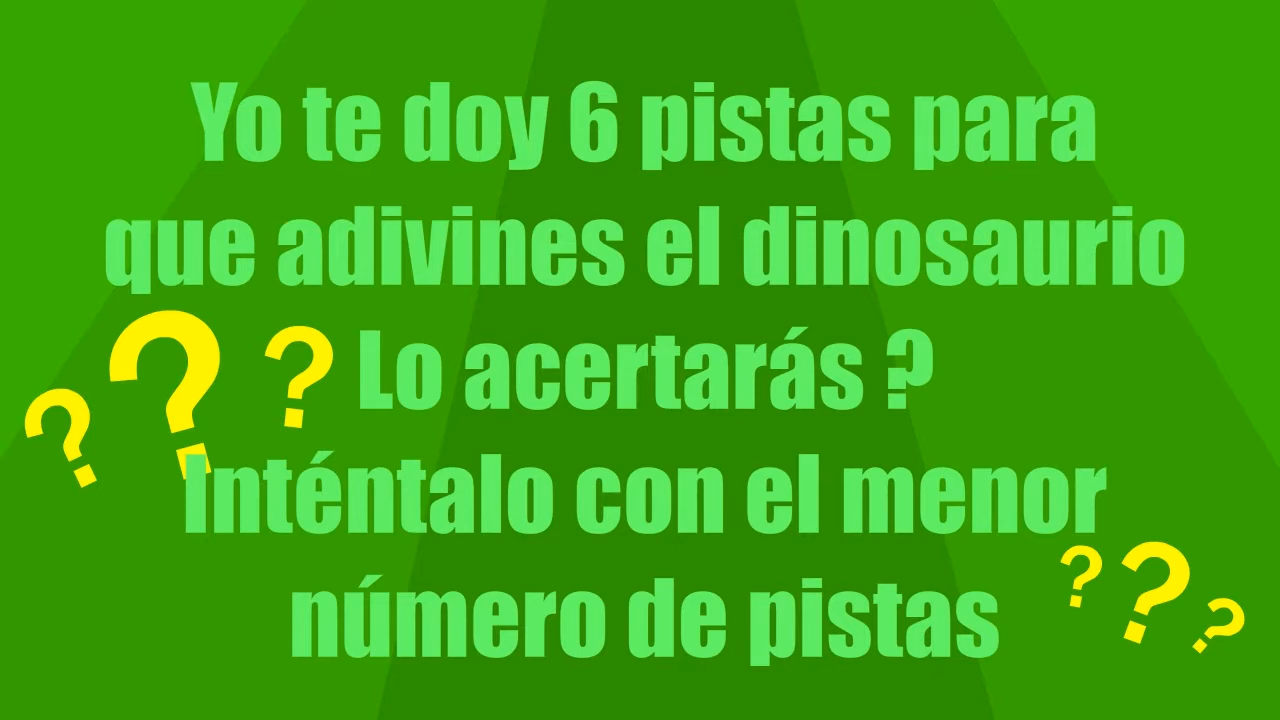 Yo te doy 6 pistas para
que adivines el dinosaurio
? ? ? Lo acertarás ?
Inténtalo con el menor
número de pistas
? ? ?